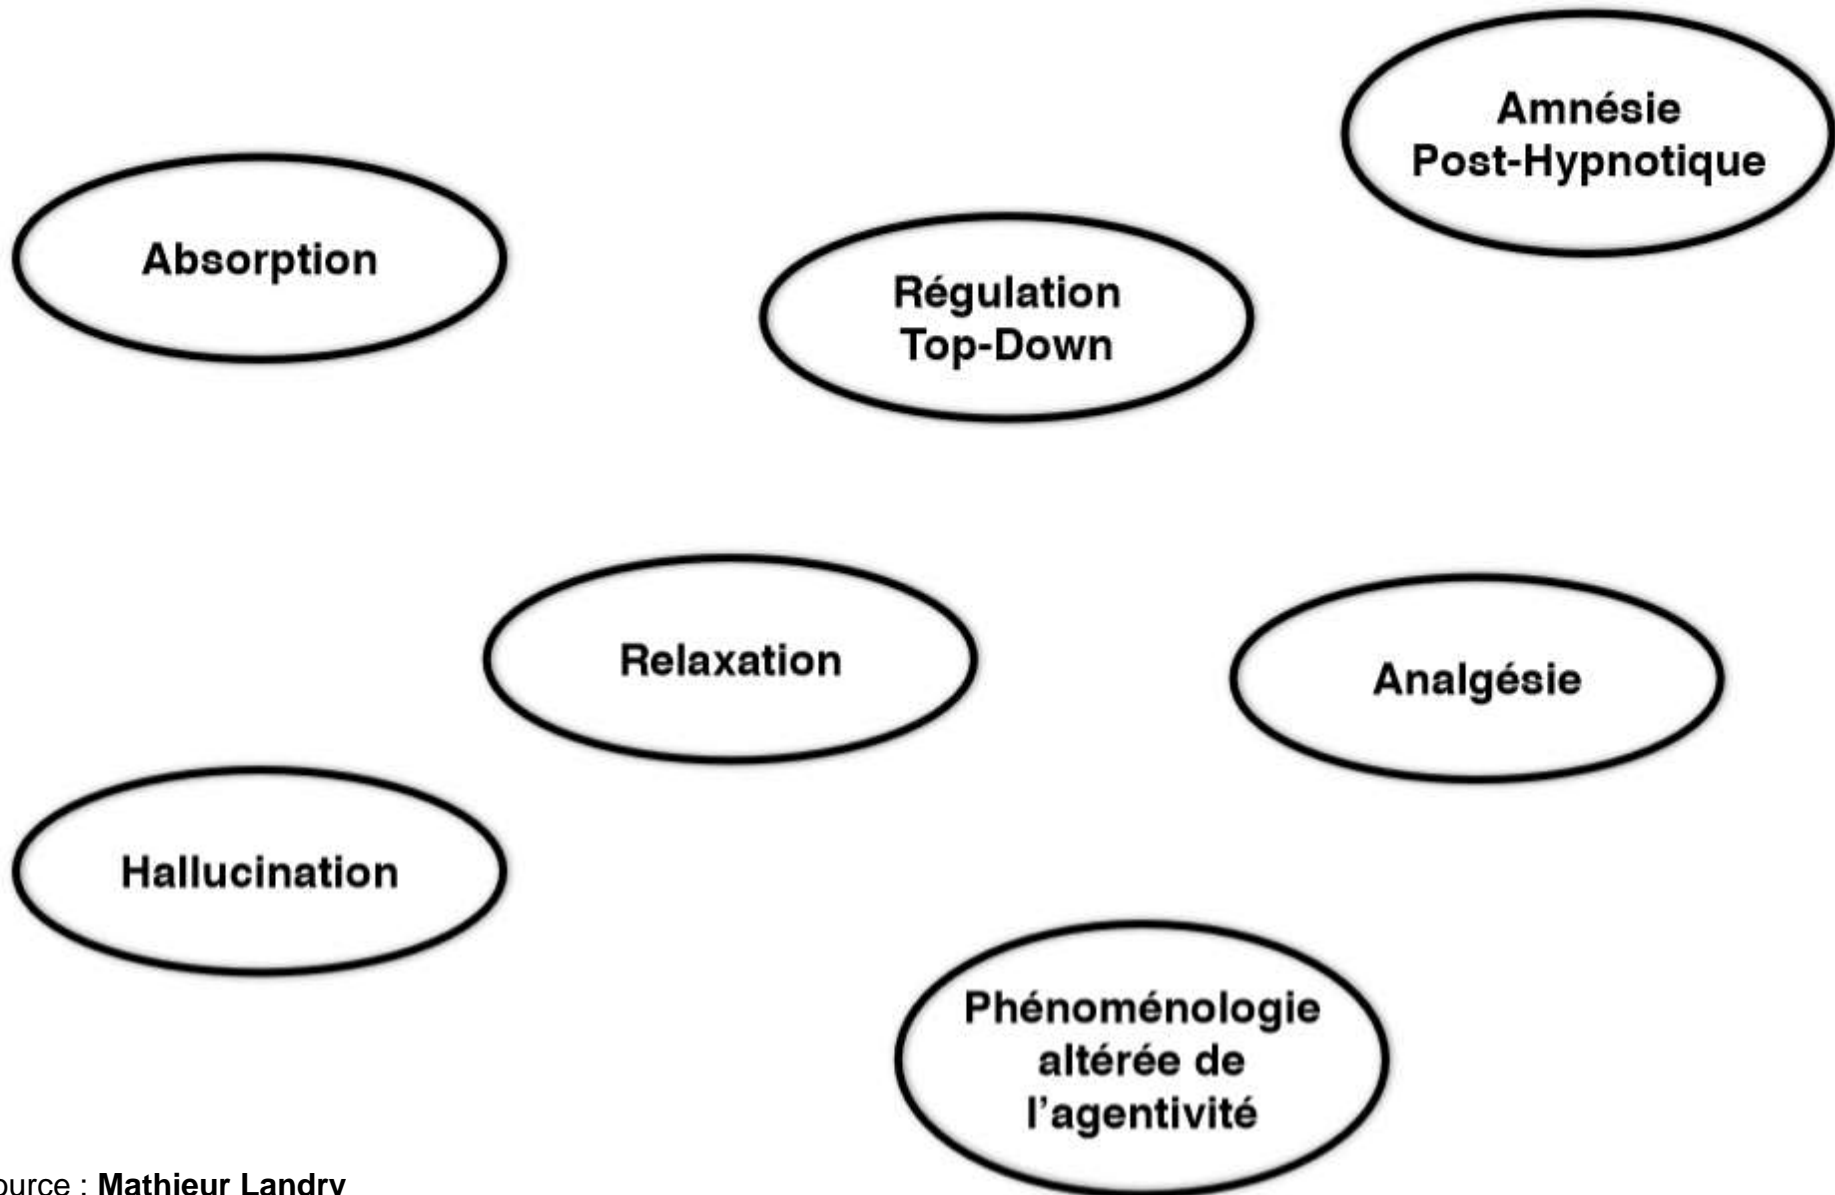 Amnésie
Post-Hypnotique
Absorption
Régulation
Top-Down
Relaxation
Analgésie
Hallucination
Phénoménologie
altérée de
l'agentivité
ource : Mathieur Landry